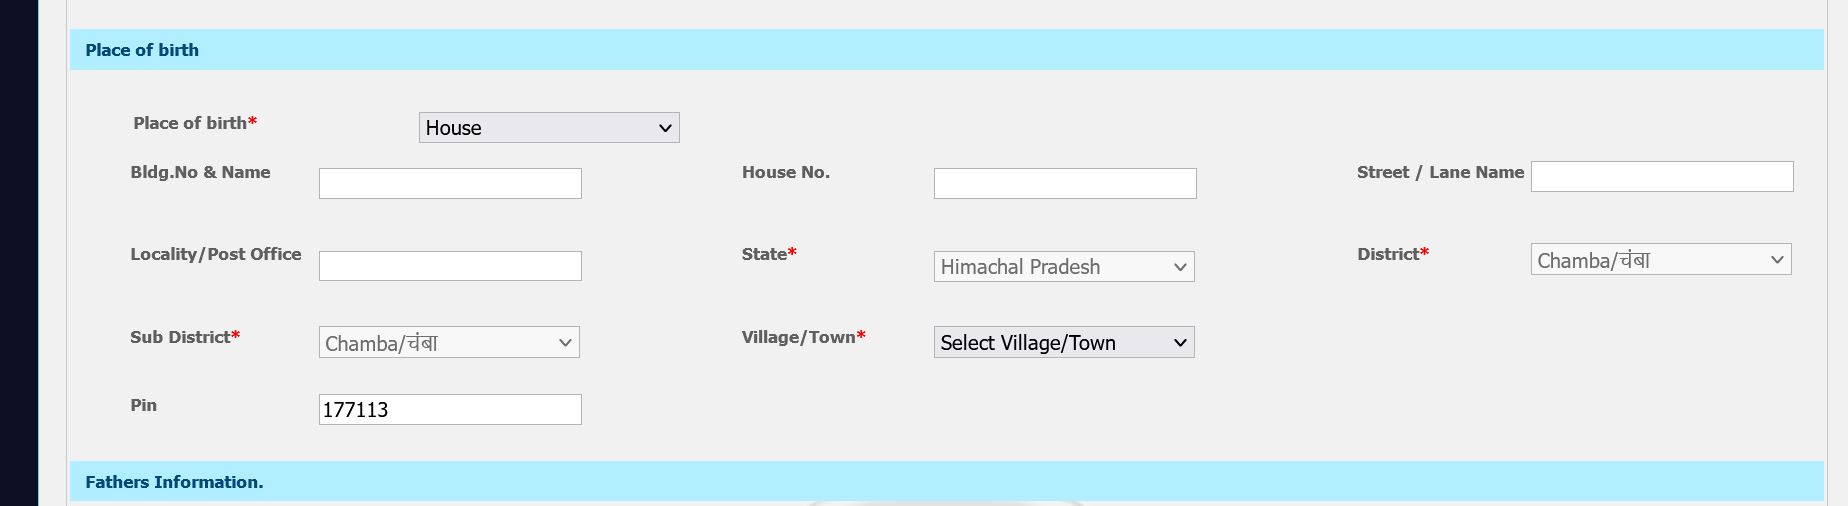 Place of birth
Place of birth* House
Bldg.No & Name House No. Street / Lane Name
Locality/Post Office State* Himachal Pradesh District* Chamba/चंबा
Sub District* Chamba/चंबा Village/Town* Select Village/Town
Pin 177113
Fathers Information.